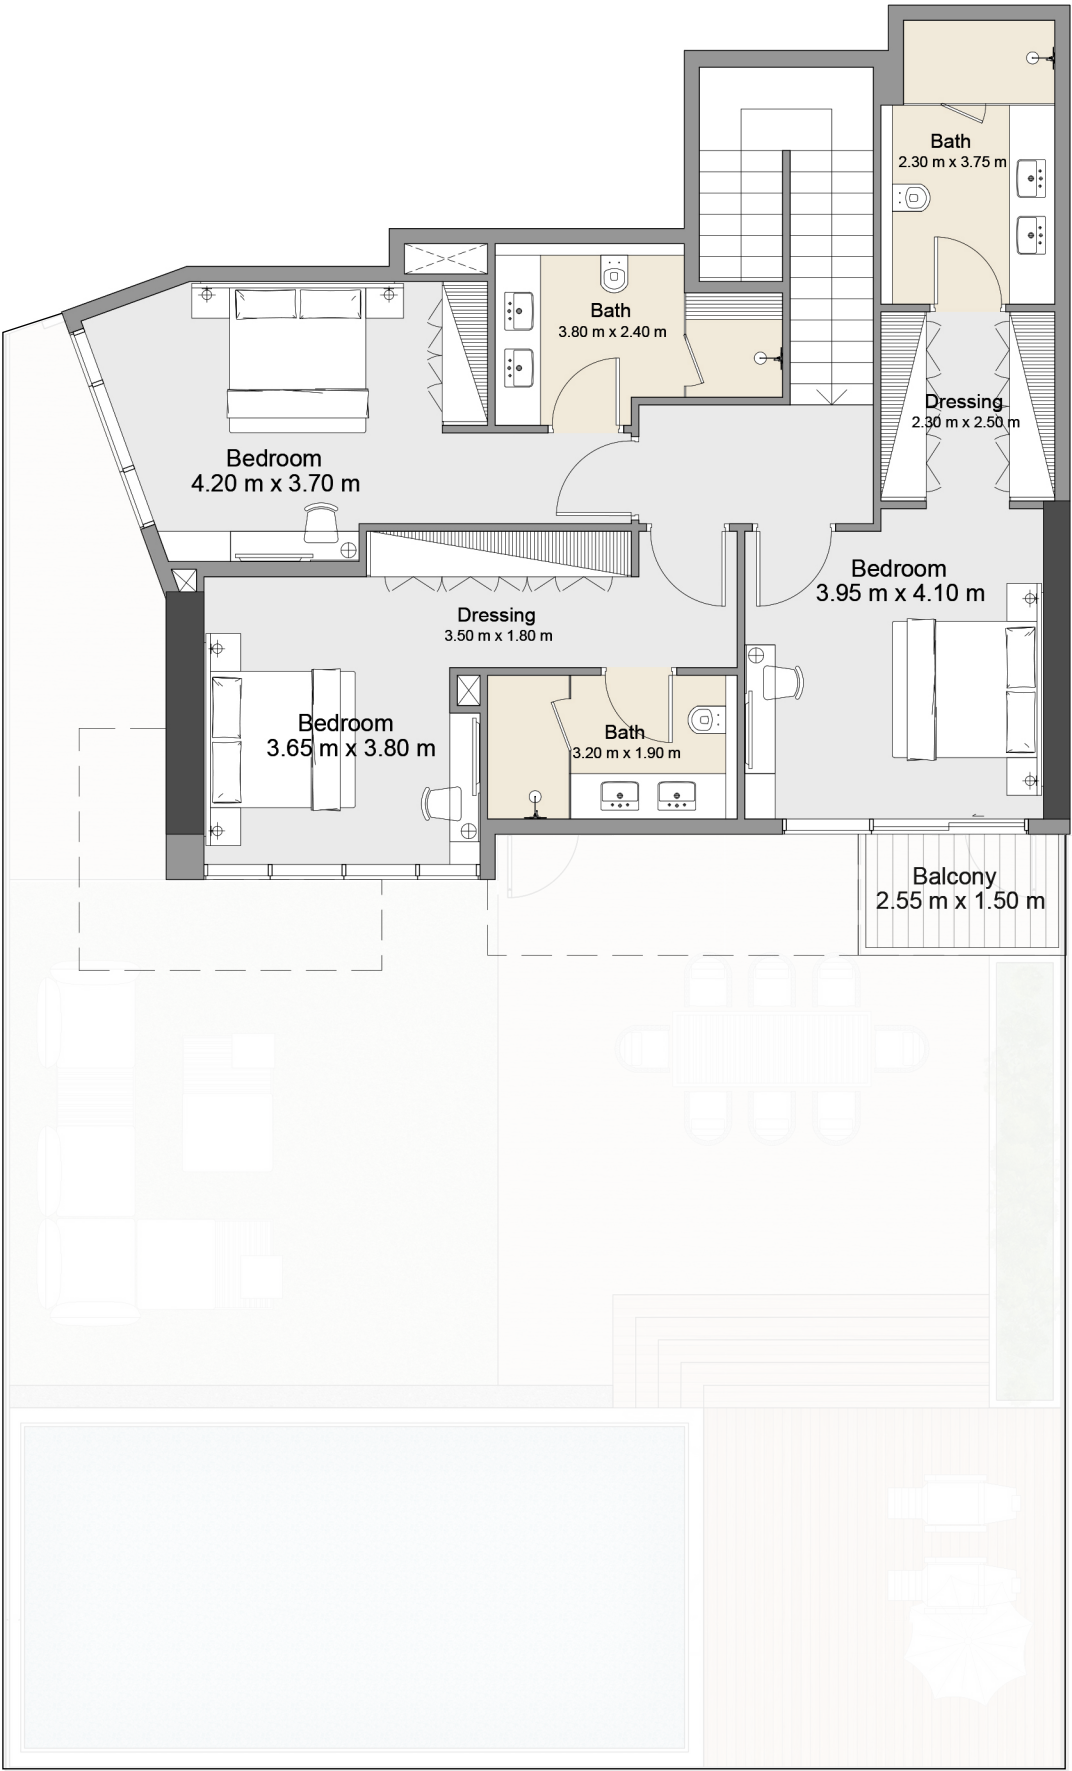 Bath
2.30 m x 3.75 m
Bath
3.80 m x 2.40 m
Dressing
2.30 m x 2.50 m
Bedroom
4.20 m x 3.70 m
Bedroom
3.95 m x 4.10 m
Dressing
3.50 m x 1.80 m
Bedroom
3.65 m x 3.80 m
Bath
3.20 m x 1.90 m
Balcony
2.55 m x 1.50 m